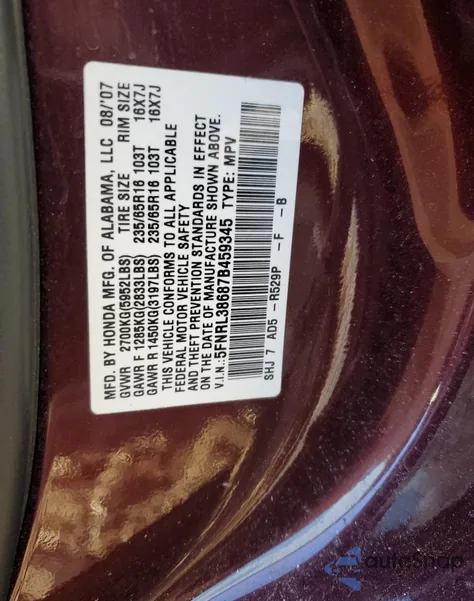 MFD. BY HONDA MFG. OF ALABAMA, LLC 08/'07
GVWR 2700KG(5952LBS) TIRE SIZE RIM SIZE
GAWR F 1285KG(2833LBS) 235/65R16 103T 16X7J
GAWR R 1450KG(3197LBS) 235/65R16 103T 16X7J
THIS VEHICLE CONFORMS TO ALL APPLICABLE
FEDERAL MOTOR VEHICLE SAFETY
AND THEFT PREVENTION STANDARDS IN EFFECT
ON THE DATE OF MANUFACTURE SHOWN ABOVE.
V.I.N.: 5FNRL38687B459345 TYPE: MPV
SHJ 7 AD5 - R529P - F - B
autoSnap